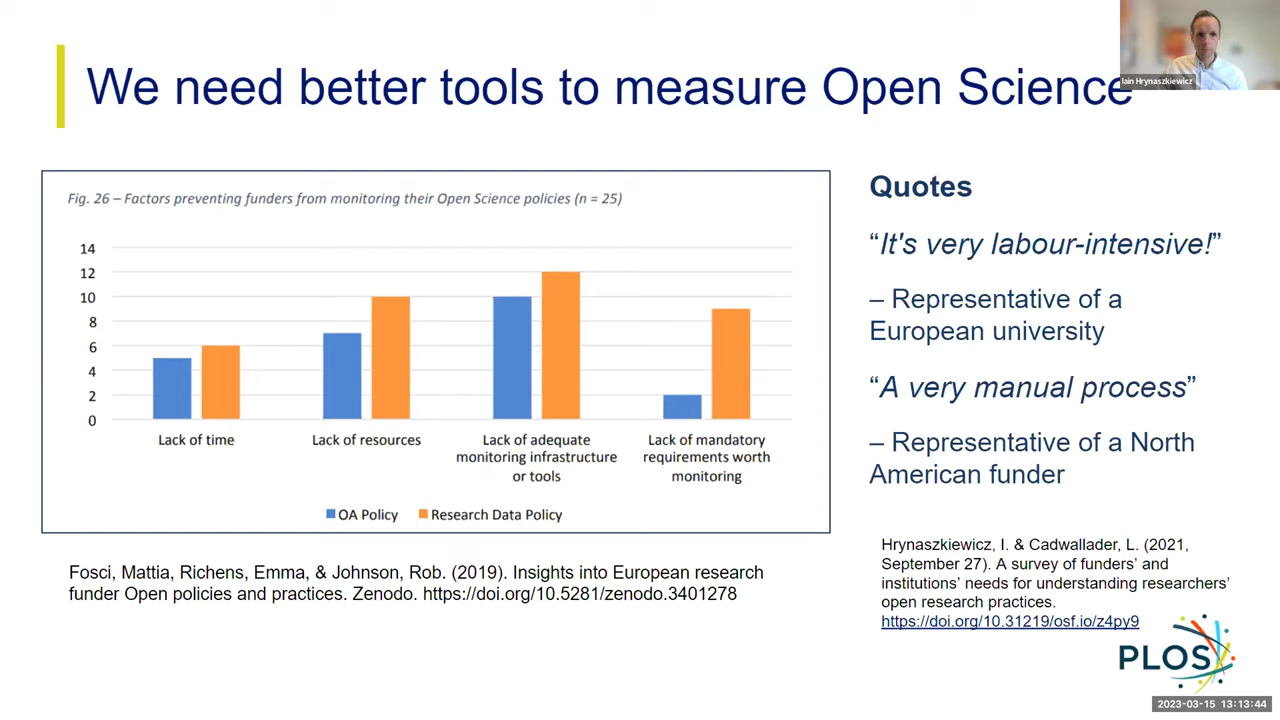 We need better tools to measure Open Science
Iain Hrynaszkiewicz
Fig. 26 – Factors preventing funders from monitoring their Open Science policies (n = 25)
14
12
10
8
6
4
2
0
Lack of time
Lack of resources
Lack of adequate
monitoring infrastructure
or tools
Lack of mandatory
requirements worth
monitoring
OA Policy
Research Data Policy
Fosci, Mattia, Richens, Emma, & Johnson, Rob. (2019). Insights into European research
funder Open policies and practices. Zenodo. https://doi.org/10.5281/zenodo.3401278
Quotes
“It's very labour-intensive!”
– Representative of a
European university
“A very manual process”
– Representative of a North
American funder
Hrynaszkiewicz, I. & Cadwallader, L. (2021,
September 27). A survey of funders’ and
institutions’ needs for understanding researchers’
open research practices.
https://doi.org/10.31219/osf.io/z4py9
PLOS
2023-03-15 13:13:44